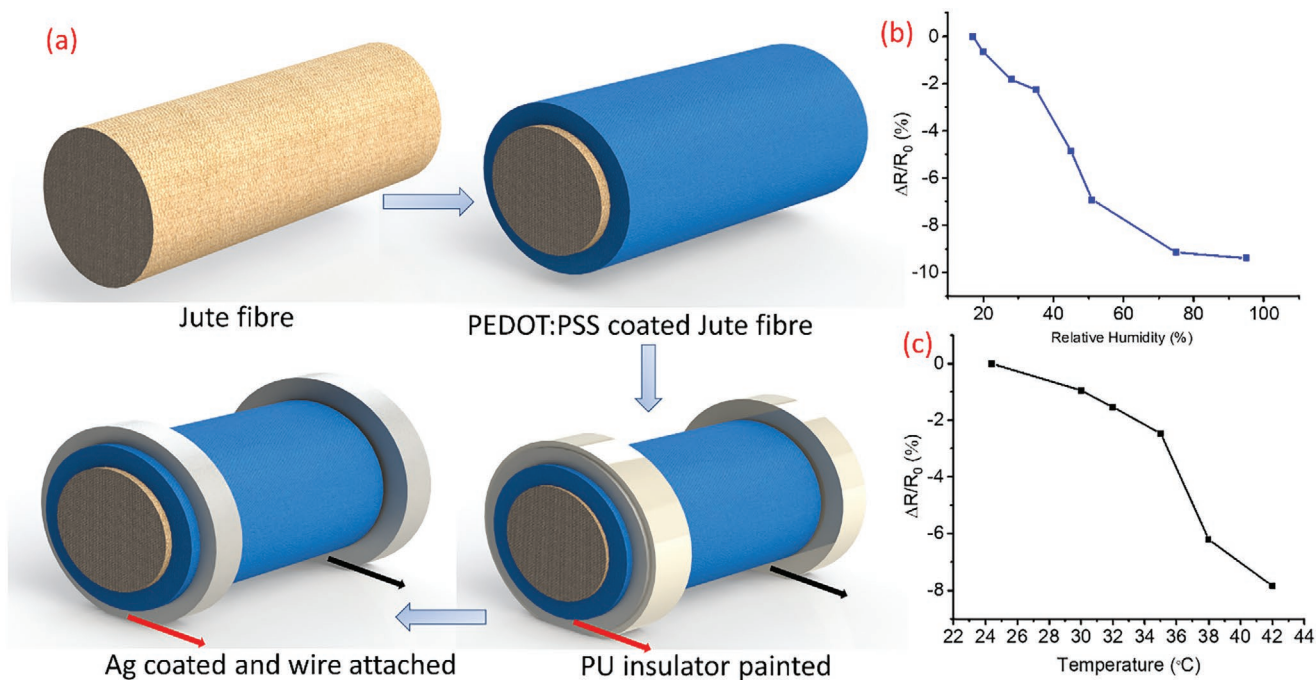 (a)
Jute fibre
PEDOT:PSS coated Jute fibre
Ag coated and wire attached
PU insulator painted
(b)
ΔR/R₀ (%)
0
-2
-4
-6
-8
-10
20 40 60 80 100
Relative Humidity (%)
(c)
ΔR/R₀ (%)
0
-2
-4
-6
-8
22 24 26 28 30 32 34 36 38 40 42 44
Temperature (°C)